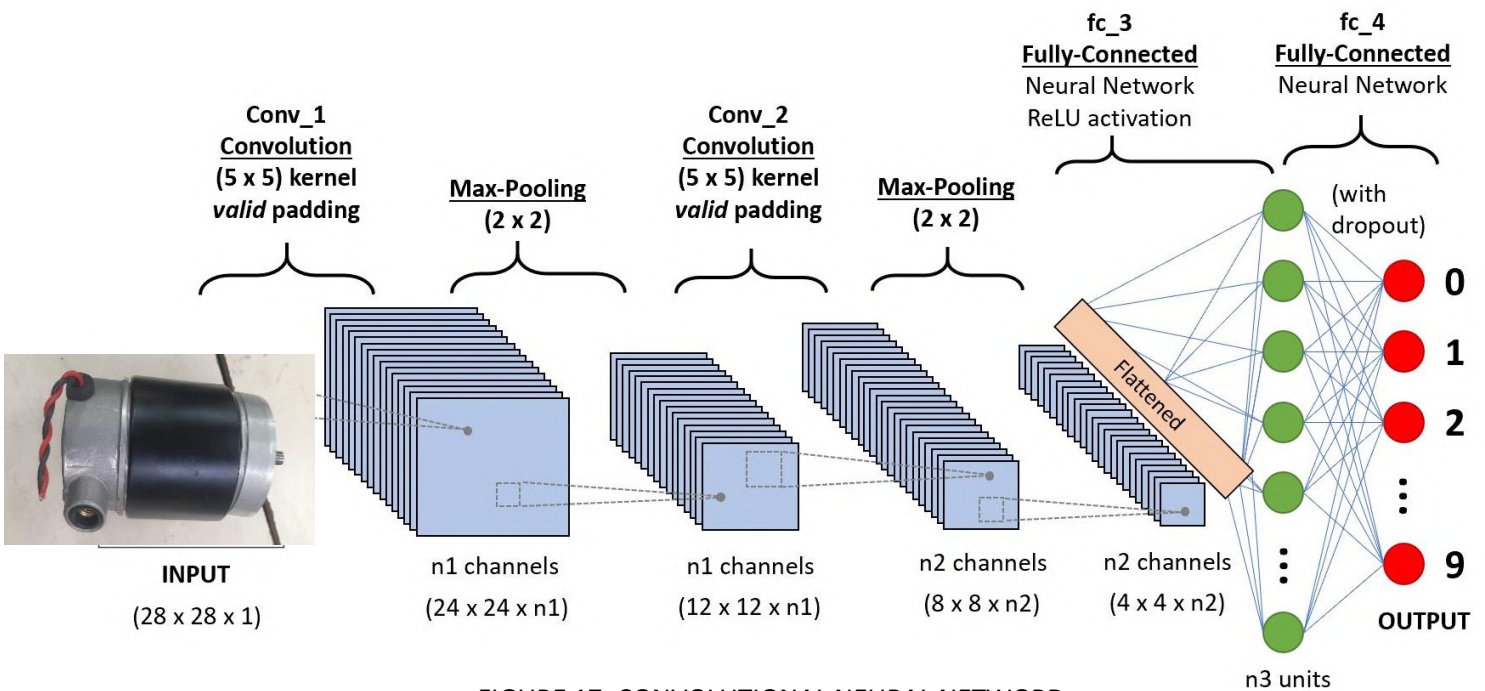 Conv_1
Convolution
(5 x 5) kernel
valid padding
Max-Pooling
(2 x 2)
Conv_2
Convolution
(5 x 5) kernel
valid padding
Max-Pooling
(2 x 2)
fc_3
Fully-Connected
Neural Network
ReLU activation
fc_4
Fully-Connected
Neural Network
(with
dropout)
Flattened
0
1
2
9
OUTPUT
INPUT
(28 x 28 x 1)
n1 channels
(24 x 24 x n1)
n1 channels
(12 x 12 x n1)
n2 channels
(8 x 8 x n2)
n2 channels
(4 x 4 x n2)
n3 units
CONVOLUTIONAL NEURAL NETWORK